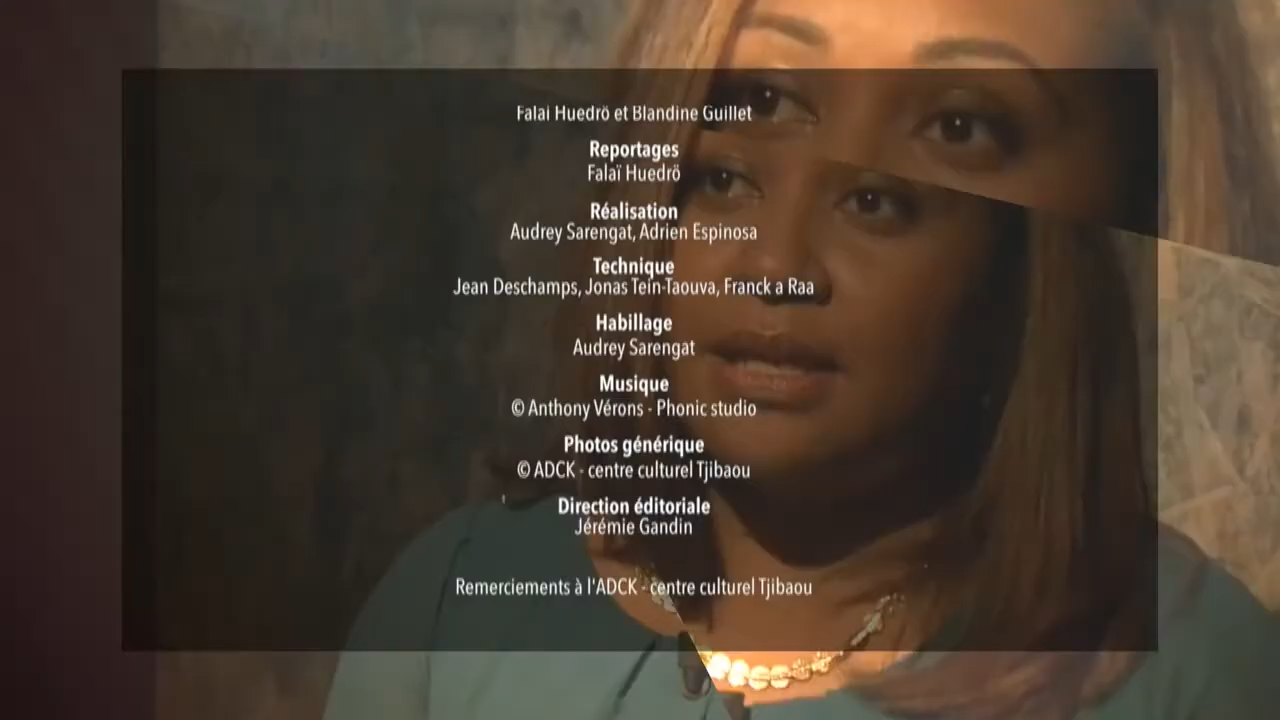 Falaï Huedrö et Blandine Guillet
Reportages
Falaï Huedrö
Réalisation
Audrey Sarengat, Adrien Espinosa
Technique
Jean Deschamps, Jonas Teïn-Taouva, Franck a Raa
Habillage
Audrey Sarengat
Musique
© Anthony Vérons - Phonic studio
Photos générique
© ADCK - centre culturel Tjibaou
Direction éditoriale
Jérémie Gandin
Remerciements à l'ADCK - centre culturel Tjibaou